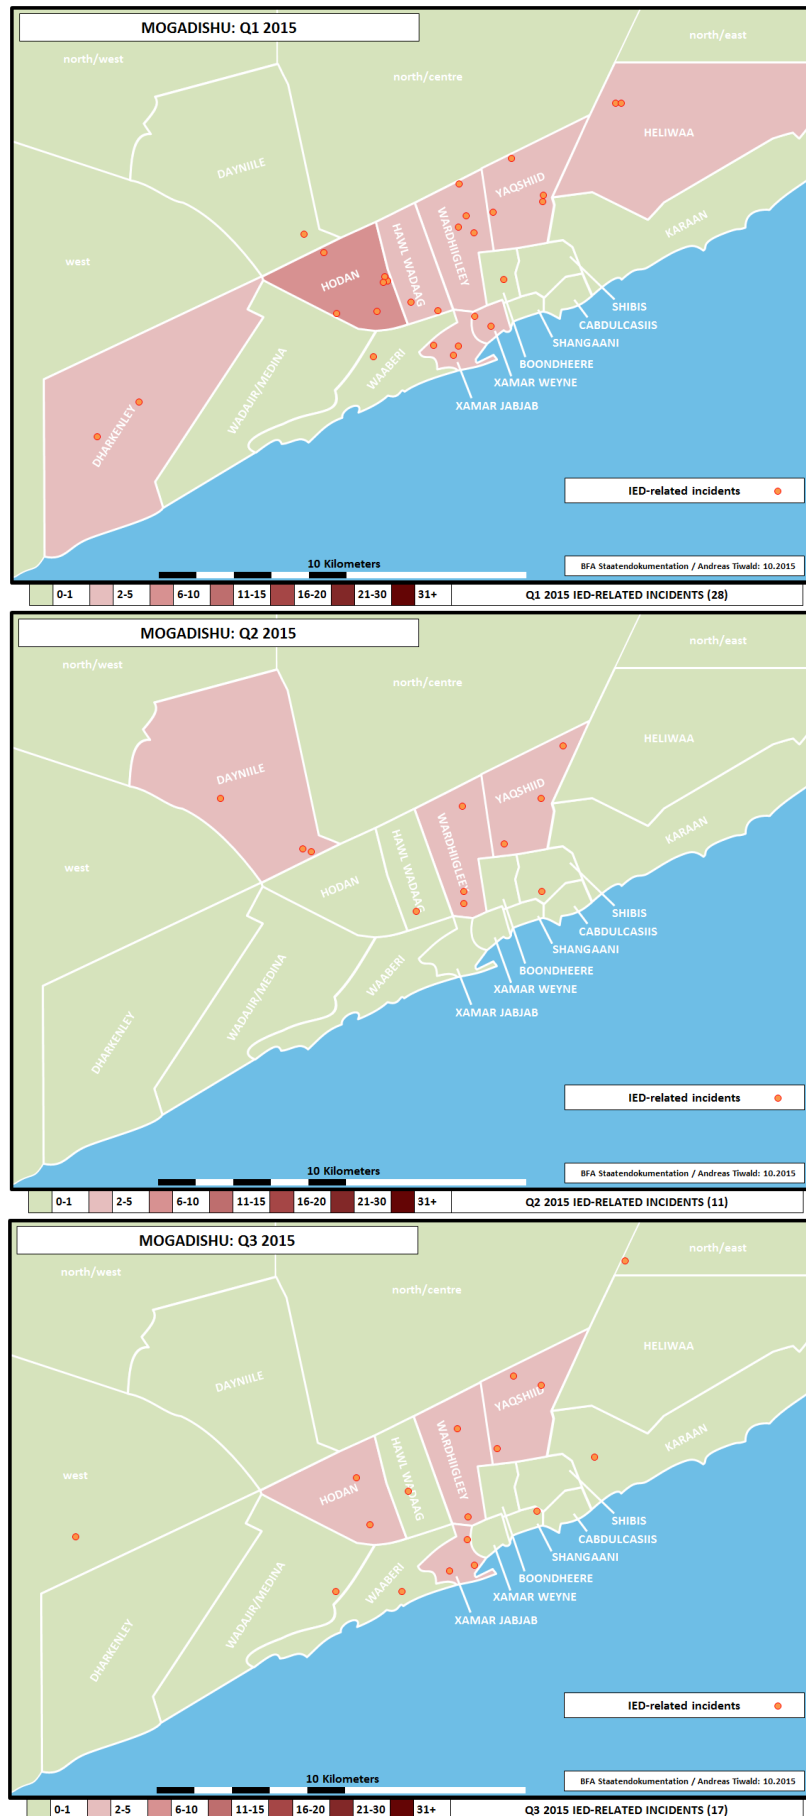 MOGADISHU: Q1 2015
north/east
north/west
north/centre
HELIWAA
DAYNIILE
YAQSHIID
WARDHIIGLEEY
KARAAN
HAWL WADAAG
west
HODAN
SHIBIS
CABDULCASIIS
SHANGAANI
WADAJIR/MEDINA
WAABERI
BOONDHEERE
XAMAR WEYNE
XAMAR JABJAB
DHARKENLEY
IED-related incidents
10 Kilometers
BFA Staatendokumentation / Andreas Tiwald: 10.2015
0-1 2-5 6-10 11-15 16-20 21-30 31+ Q1 2015 IED-RELATED INCIDENTS (28)
MOGADISHU: Q2 2015
north/east
north/west
north/centre
HELIWAA
DAYNIILE
YAQSHIID
WARDHIIGLEEY
KARAAN
HAWL WADAAG
west
HODAN
SHIBIS
CABDULCASIIS
SHANGAANI
WADAJIR/MEDINA
WAABERI
BOONDHEERE
XAMAR WEYNE
XAMAR JABJAB
DHARKENLEY
IED-related incidents
10 Kilometers
BFA Staatendokumentation / Andreas Tiwald: 10.2015
0-1 2-5 6-10 11-15 16-20 21-30 31+ Q2 2015 IED-RELATED INCIDENTS (11)
MOGADISHU: Q3 2015
north/east
north/west
north/centre
HELIWAA
DAYNIILE
YAQSHIID
WARDHIIGLEEY
KARAAN
HAWL WADAAG
west
HODAN
SHIBIS
CABDULCASIIS
SHANGAANI
WADAJIR/MEDINA
WAABERI
BOONDHEERE
XAMAR WEYNE
XAMAR JABJAB
DHARKENLEY
IED-related incidents
10 Kilometers
BFA Staatendokumentation / Andreas Tiwald: 10.2015
0-1 2-5 6-10 11-15 16-20 21-30 31+ Q3 2015 IED-RELATED INCIDENTS (17)